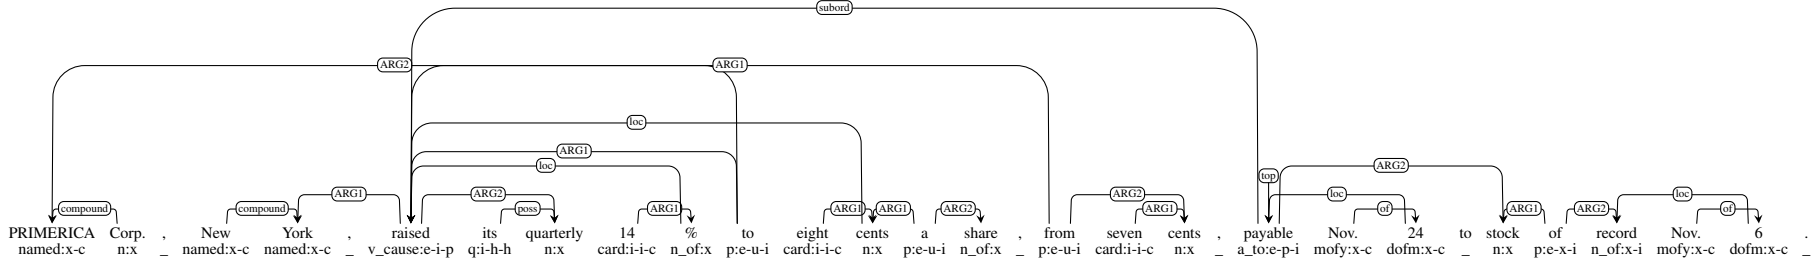 subord
ARG2 ARG1
loc
ARG1
loc ARG2
top
ARG1 ARG2 loc ARG2 loc
compound compound poss ARG1 ARG1 ARG1 ARG2 ARG1 of ARG1 ARG2 of
PRIMERICA Corp. , New York , raised its quarterly 14 % to eight cents a share , from seven cents , payable Nov. 24 to stock of record Nov. 6 .
named:x-c n:x _ named:x-c named:x-c _ v_cause:e-i-p q:i-h-h n:x card:i-i-c n_of:x p:e-u-i card:i-i-c n:x p:e-u-i n_of:x _ p:e-u-i card:i-i-c n:x _ a_to:e-p-i mofy:x-c dofm:x-c _ n:x p:e-x-i n_of:x-i mofy:x-c dofm:x-c _